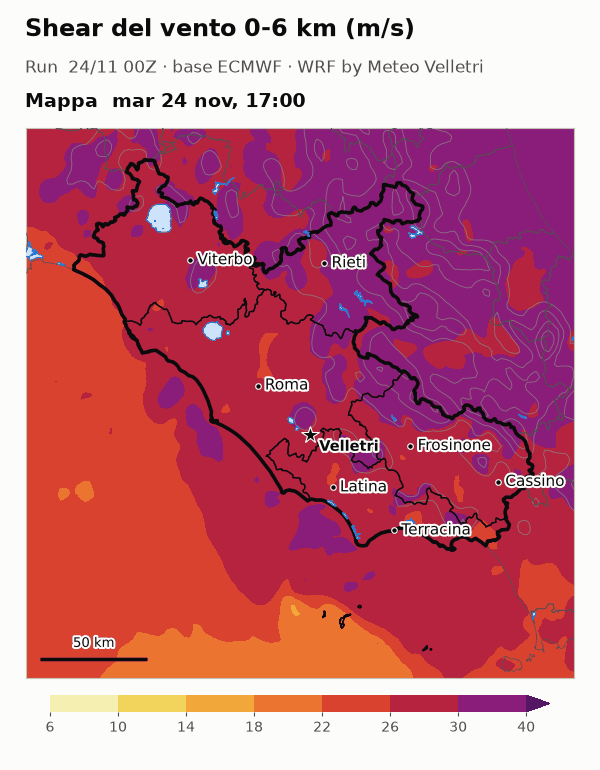 Shear del vento 0-6 km (m/s)
Run  24/11 00Z · base ECMWF · WRF by Meteo Velletri
Mappa  mar 24 nov, 17:00
Viterbo
Rieti
Roma
Velletri
Frosinone
Latina
Cassino
Terracina
50 km
6 10 14 18 22 26 30 40